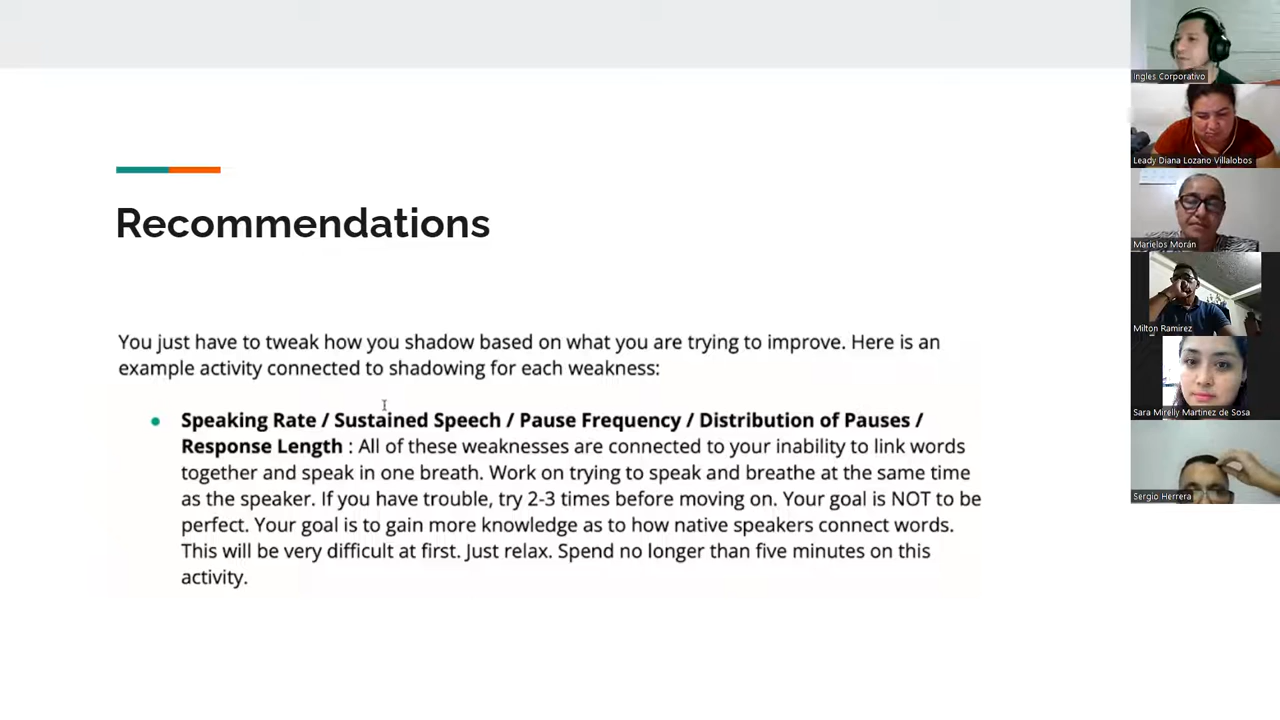 Recommendations
You just have to tweak how you shadow based on what you are trying to improve. Here is an
example activity connected to shadowing for each weakness:
• Speaking Rate / Sustained Speech / Pause Frequency / Distribution of Pauses /
Response Length : All of these weaknesses are connected to your inability to link words
together and speak in one breath. Work on trying to speak and breathe at the same time
as the speaker. If you have trouble, try 2-3 times before moving on. Your goal is NOT to be
perfect. Your goal is to gain more knowledge as to how native speakers connect words.
This will be very difficult at first. Just relax. Spend no longer than five minutes on this
activity.
Ingles Corporativo
Leady Diana Lozano Villalobos
Marielos Morán
Milton Ramirez
Sara Mirelly Martinez de Sosa
Sergio Herrera